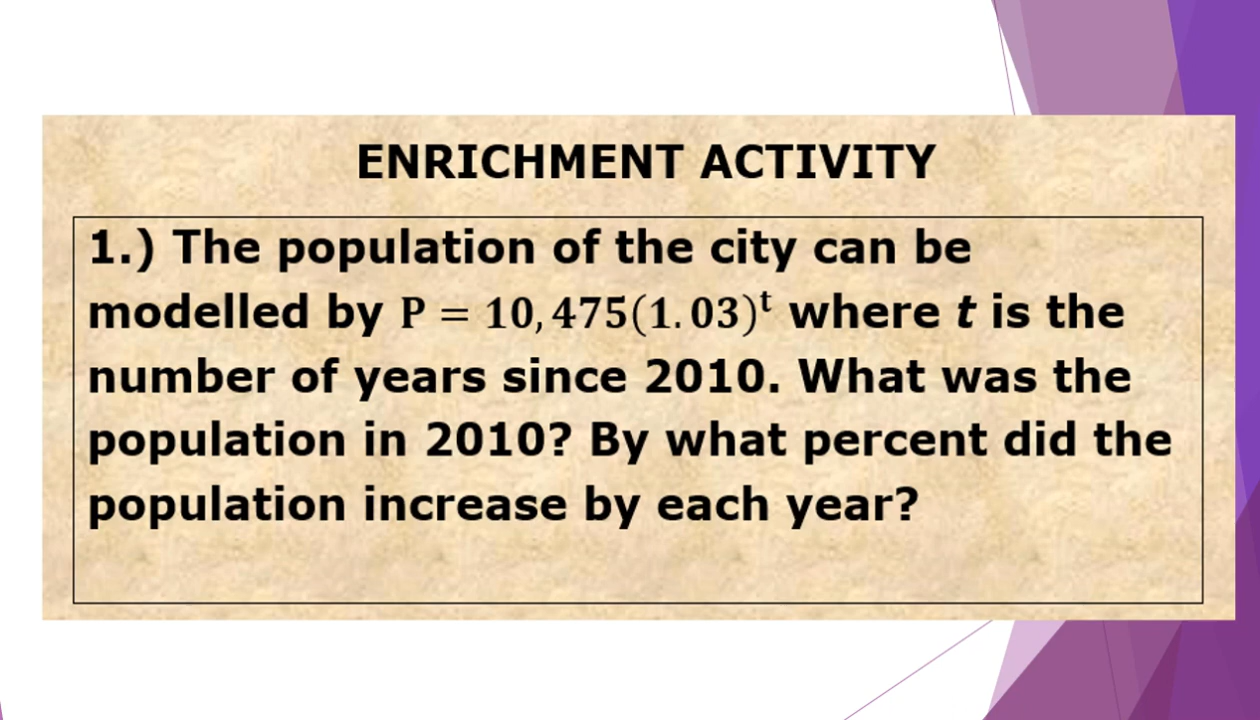 ENRICHMENT ACTIVITY
1.) The population of the city can be
modelled by P = 10,475(1.03)ᵗ where t is the
number of years since 2010. What was the
population in 2010? By what percent did the
population increase by each year?